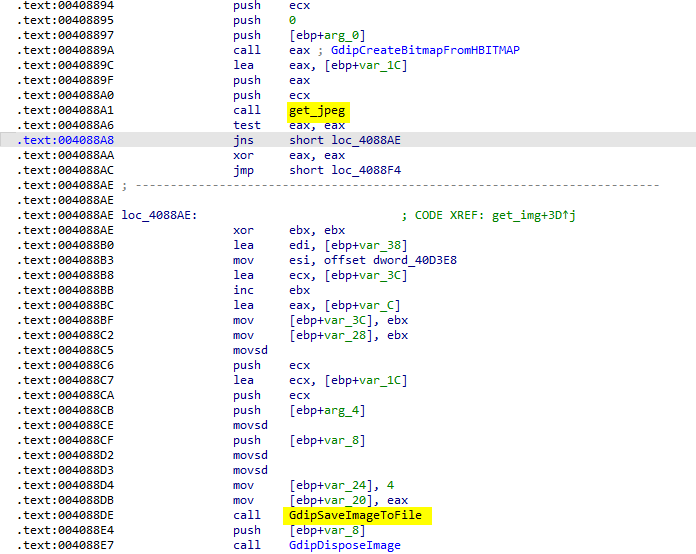 .text:00408894 push ecx
.text:00408895 push 0
.text:00408897 push [ebp+arg_0]
.text:0040889A call eax ; GdipCreateBitmapFromHBITMAP
.text:0040889C lea eax, [ebp+var_1C]
.text:0040889F push eax
.text:004088A0 push ecx
.text:004088A1 call get_jpeg
.text:004088A6 test eax, eax
.text:004088A8 jns short loc_4088AE
.text:004088AA xor eax, eax
.text:004088AC jmp short loc_4088F4
.text:004088AE ; ---------------------------------------------------------------------------
.text:004088AE
.text:004088AE loc_4088AE: ; CODE XREF: get_img+3D↑j
.text:004088AE xor ebx, ebx
.text:004088B0 lea edi, [ebp+var_38]
.text:004088B3 mov esi, offset dword_40D3E8
.text:004088B8 lea ecx, [ebp+var_3C]
.text:004088BB inc ebx
.text:004088BC lea eax, [ebp+var_C]
.text:004088BF mov [ebp+var_3C], ebx
.text:004088C2 mov [ebp+var_28], ebx
.text:004088C5 movsd
.text:004088C6 push ecx
.text:004088C7 lea ecx, [ebp+var_1C]
.text:004088CA push ecx
.text:004088CB push [ebp+arg_4]
.text:004088CE movsd
.text:004088CF push [ebp+var_8]
.text:004088D2 movsd
.text:004088D3 movsd
.text:004088D4 mov [ebp+var_24], 4
.text:004088DB mov [ebp+var_20], eax
.text:004088DE call GdipSaveImageToFile
.text:004088E4 push [ebp+var_8]
.text:004088E7 call GdipDisposeImage